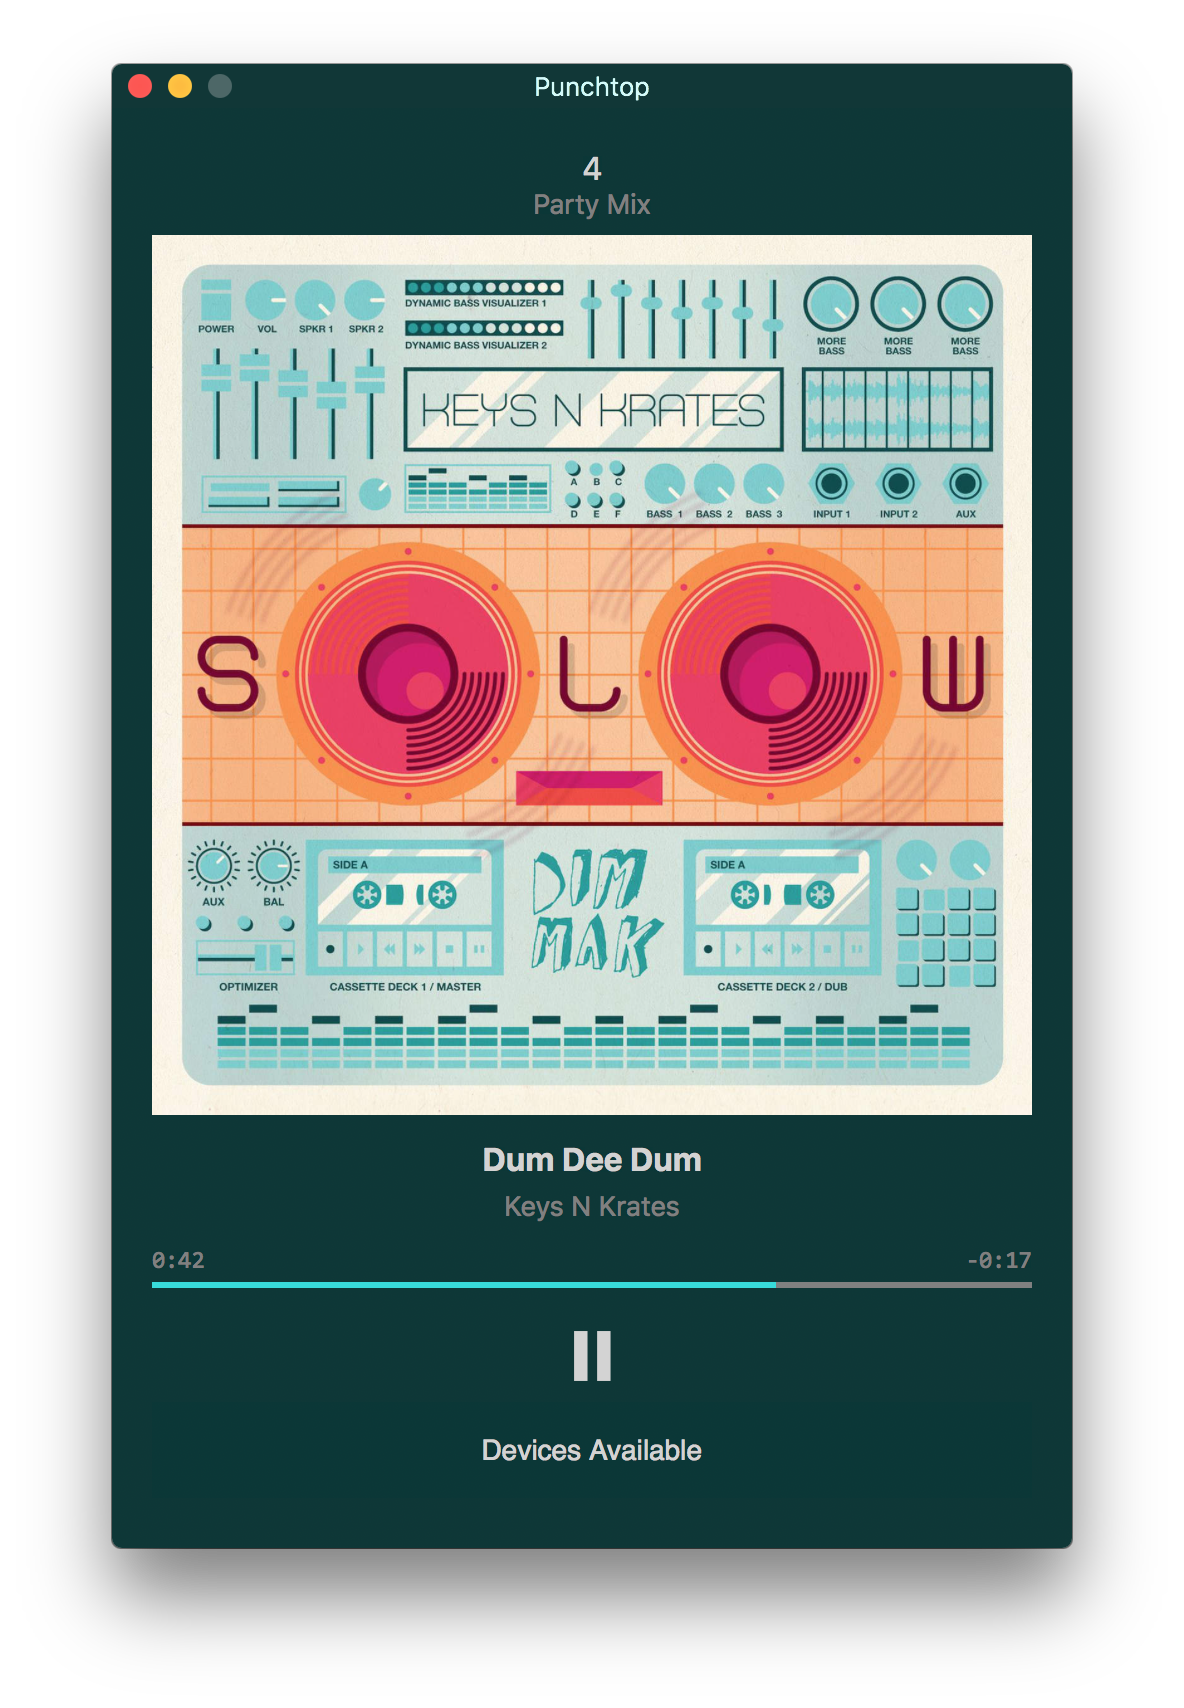 Punchtop
4
Party Mix
POWER VOL SPKR 1 SPKR 2
DYNAMIC BASS VISUALIZER 1
DYNAMIC BASS VISUALIZER 2
MORE BASS MORE BASS MORE BASS
KEYS N KRATES
A B C
D E F
BASS 1 BASS 2 BASS 3
INPUT 1 INPUT 2 AUX
S L W
AUX BAL
OPTIMIZER
SIDE A
CASSETTE DECK 1 / MASTER
DIM
MAK
SIDE A
CASSETTE DECK 2 / DUB
Dum Dee Dum
Keys N Krates
0:42 -0:17
Devices Available